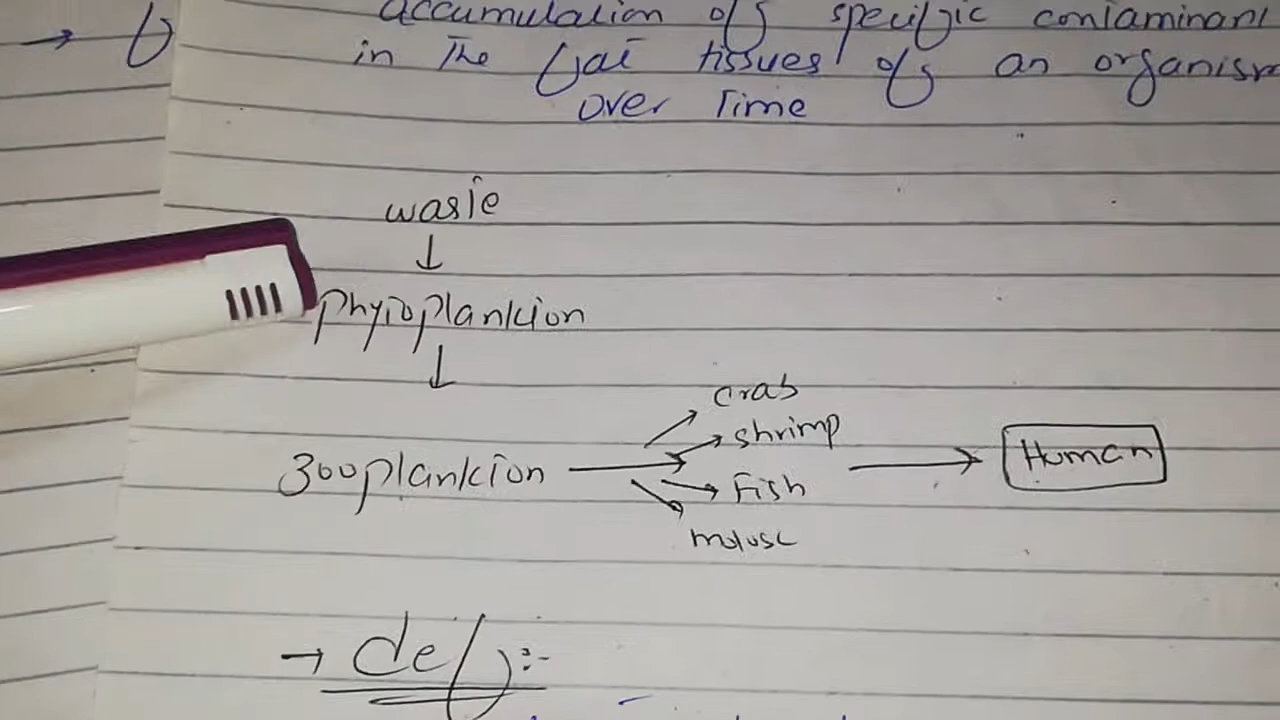 accumulation of specific contaminant
in The fat tissues of an organism
over Time
waste
↓
phytoplankton
↓
zooplankton → crab
shrimp
Fish
molusc
→ Human
→ def:-